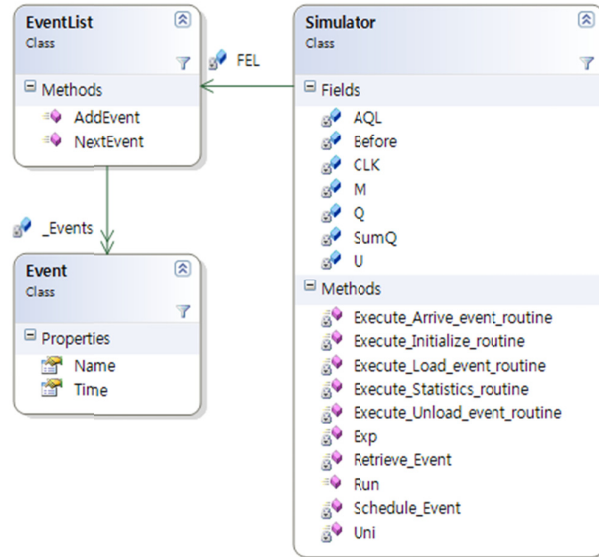 EventList
Class
Methods
AddEvent
NextEvent
FEL
_Events
Event
Class
Properties
Name
Time
Simulator
Class
Fields
AQL
Before
CLK
M
Q
SumQ
U
Methods
Execute_Arrive_event_routine
Execute_Initialize_routine
Execute_Load_event_routine
Execute_Statistics_routine
Execute_Unload_event_routine
Exp
Retrieve_Event
Run
Schedule_Event
Uni